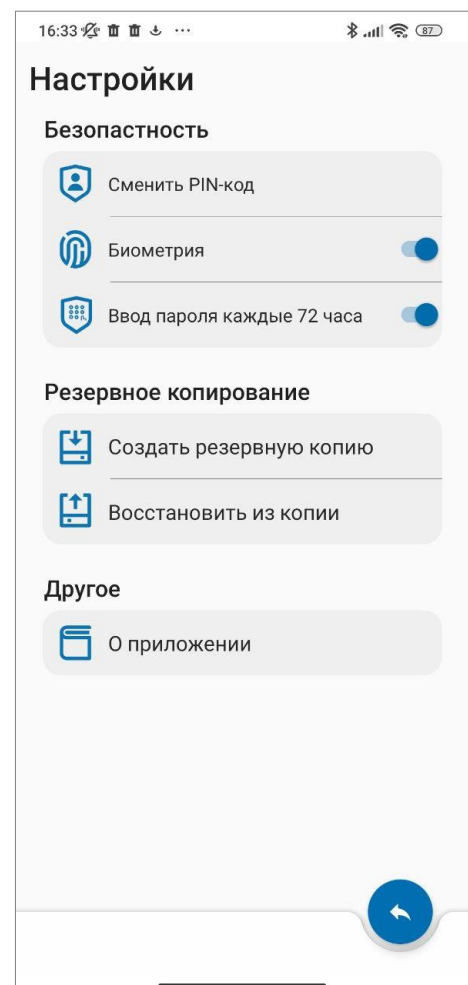 16:33 ... 87
Настройки
Безопастность
Сменить PIN-код
Биометрия
Ввод пароля каждые 72 часа
Резервное копирование
Создать резервную копию
Восстановить из копии
Другое
О приложении